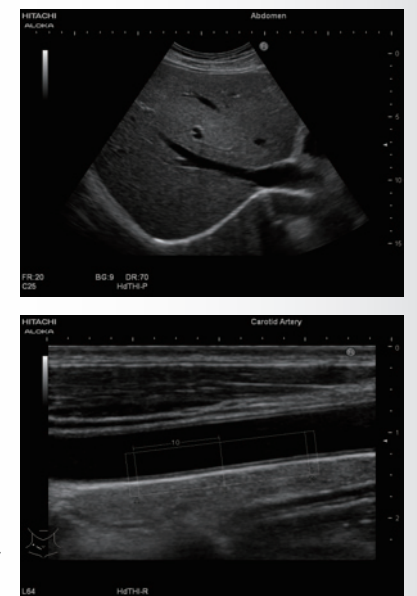 HITACHI
ALOKA
Abdomen
0
5
10
15
FR:20 BG:9 DR:70
C25 HdTHI-P
HITACHI
ALOKA
Carotid Artery
0
1
10
2
L64 HdTHI-R